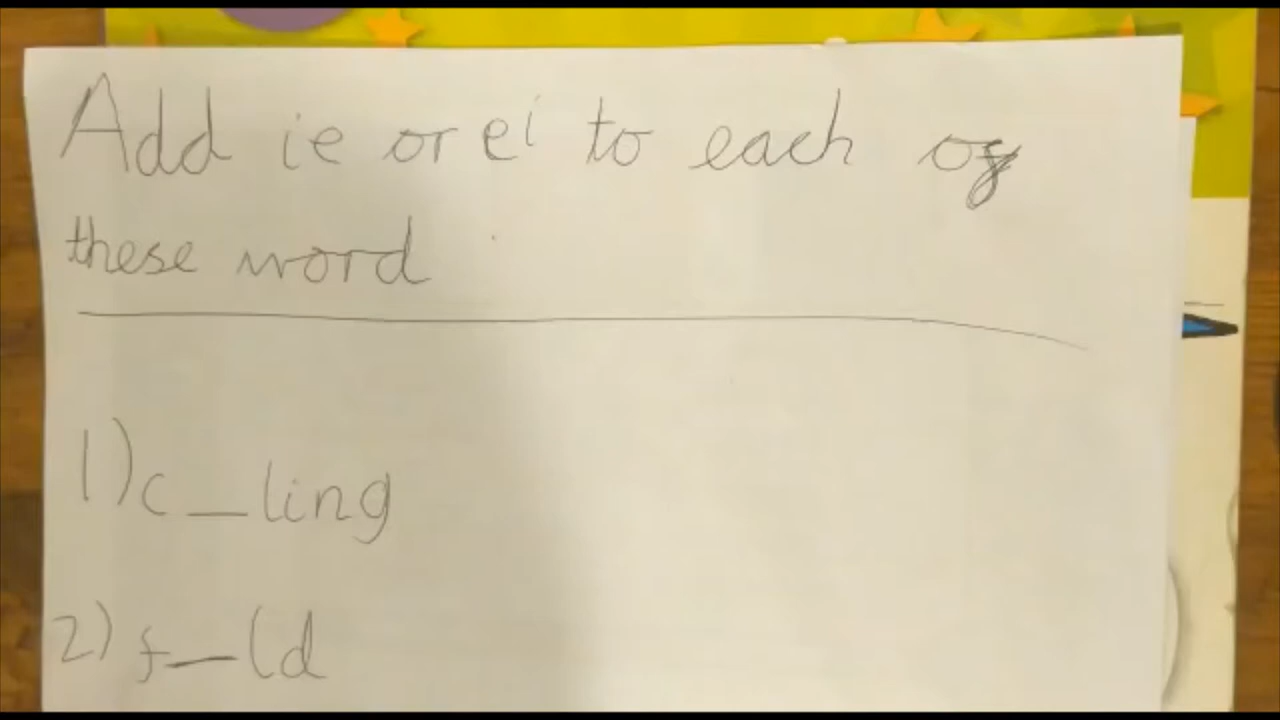 Add ie or ei to each of
these word
1) c_ling
2) f_ld